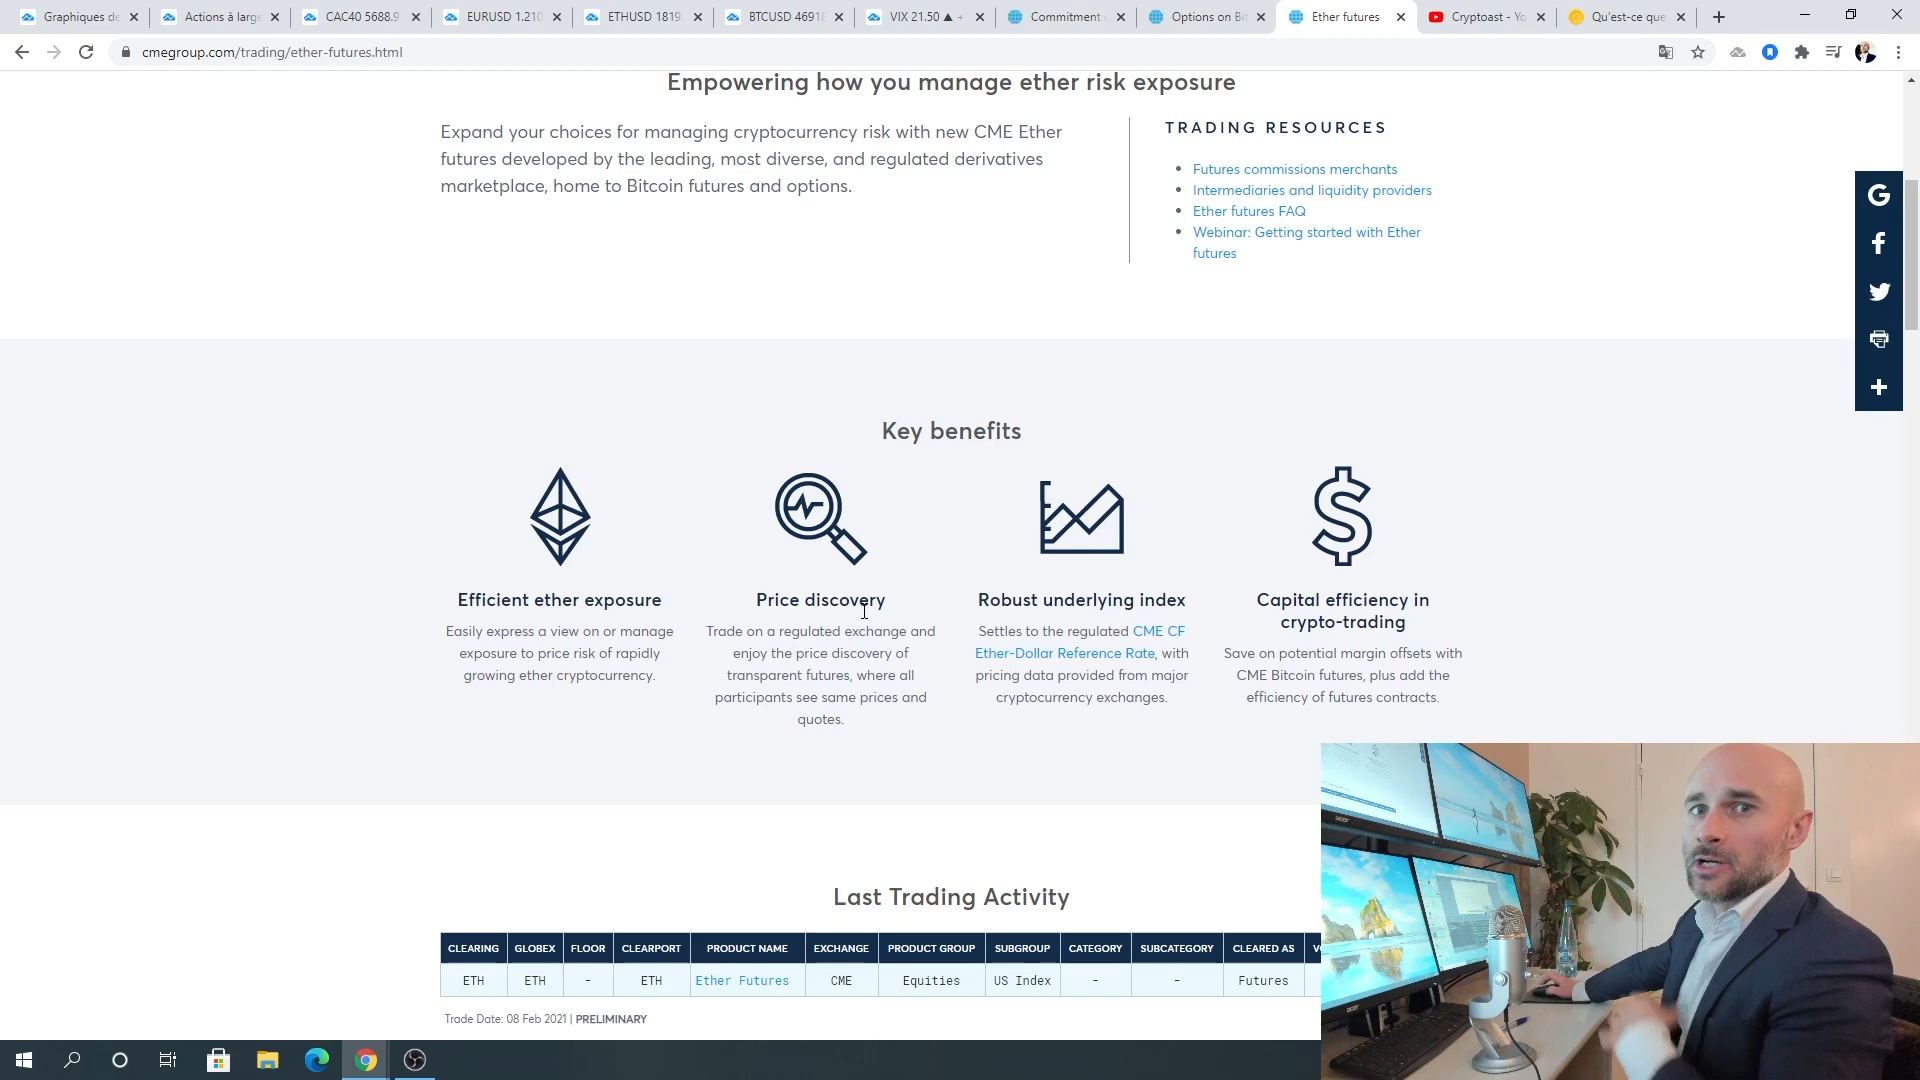 Graphiques de
Actions à large
CAC40 5688.9
EURUSD 1.210
ETHUSD 1819.
BTCUSD 46918
VIX 21.50 ▲ +
Commitment
Options on Bit
Ether futures
Cryptoast - Yo
Qu'est-ce que
cmegroup.com/trading/ether-futures.html
Empowering how you manage ether risk exposure
Expand your choices for managing cryptocurrency risk with new CME Ether
futures developed by the leading, most diverse, and regulated derivatives
marketplace, home to Bitcoin futures and options.
TRADING RESOURCES
Futures commissions merchants
Intermediaries and liquidity providers
Ether futures FAQ
Webinar: Getting started with Ether
futures
Key benefits
Efficient ether exposure
Easily express a view on or manage
exposure to price risk of rapidly
growing ether cryptocurrency.
Price discovery
Trade on a regulated exchange and
enjoy the price discovery of
transparent futures, where all
participants see same prices and
quotes.
Robust underlying index
Settles to the regulated CME CF
Ether-Dollar Reference Rate, with
pricing data provided from major
cryptocurrency exchanges.
Capital efficiency in
crypto-trading
Save on potential margin offsets with
CME Bitcoin futures, plus add the
efficiency of futures contracts.
Last Trading Activity
CLEARING GLOBEX FLOOR CLEARPORT PRODUCT NAME EXCHANGE PRODUCT GROUP SUBGROUP CATEGORY SUBCATEGORY CLEARED AS
ETH ETH - ETH Ether Futures CME Equities US Index - - Futures
Trade Date: 08 Feb 2021 | PRELIMINARY
acer
acer
acer